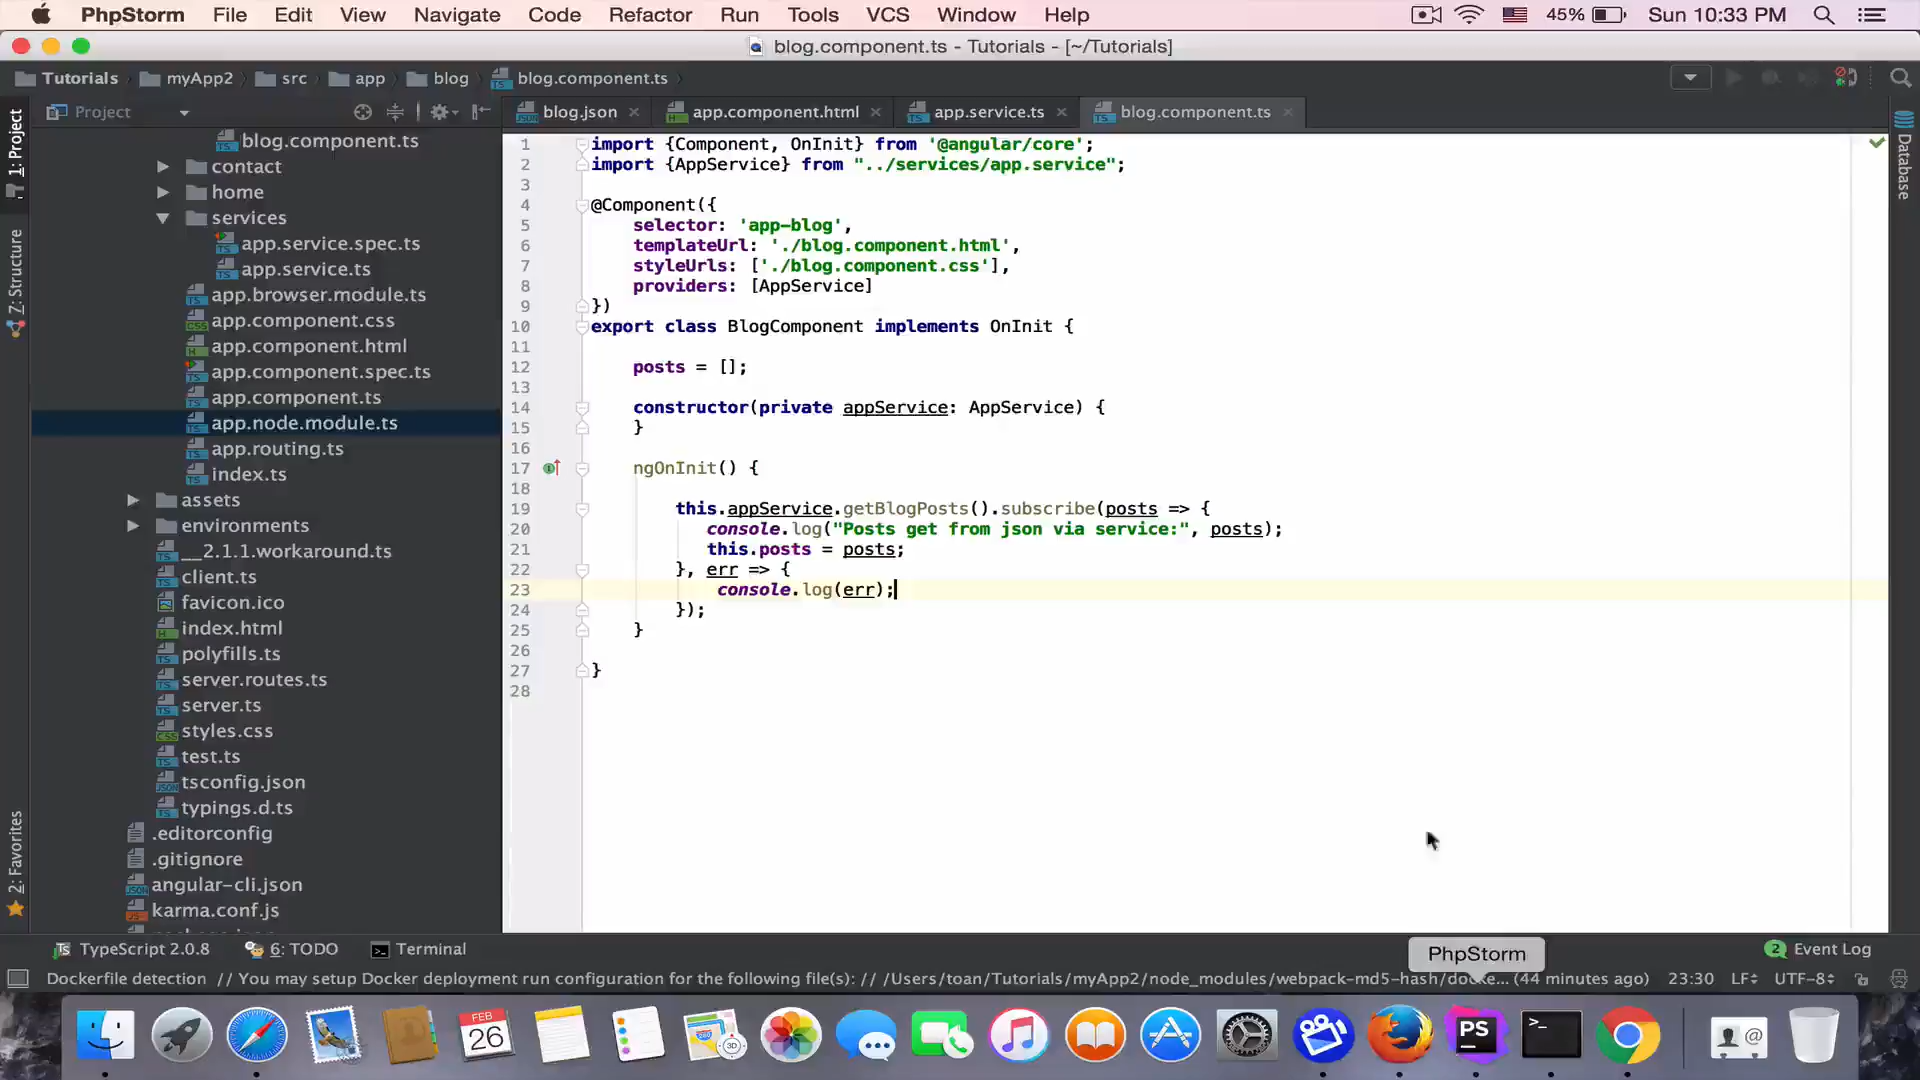 PhpStorm File Edit View Navigate Code Refactor Run Tools VCS Window Help 45% Sun 10:33 PM
blog.component.ts - Tutorials - [~/Tutorials]
Tutorials myApp2 src app blog blog.component.ts
Project
blog.json app.component.html app.service.ts blog.component.ts
1: Project
7: Structure
2: Favorites
Database
blog.component.ts
contact
home
services
app.service.spec.ts
app.service.ts
app.browser.module.ts
app.component.css
app.component.html
app.component.spec.ts
app.component.ts
app.node.module.ts
app.routing.ts
index.ts
assets
environments
__2.1.1.workaround.ts
client.ts
favicon.ico
index.html
polyfills.ts
server.routes.ts
server.ts
styles.css
test.ts
tsconfig.json
typings.d.ts
.editorconfig
.gitignore
angular-cli.json
karma.conf.js
1 import {Component, OnInit} from '@angular/core';
2 import {AppService} from "../services/app.service";
3
4 @Component({
5 selector: 'app-blog',
6 templateUrl: './blog.component.html',
7 styleUrls: ['./blog.component.css'],
8 providers: [AppService]
9 })
10 export class BlogComponent implements OnInit {
11
12 posts = [];
13
14 constructor(private appService: AppService) {
15 }
16
17 ngOnInit() {
18
19 this.appService.getBlogPosts().subscribe(posts => {
20 console.log("Posts get from json via service:", posts);
21 this.posts = posts;
22 }, err => {
23 console.log(err);
24 });
25 }
26
27 }
28
TypeScript 2.0.8 6: TODO Terminal
PhpStorm
2 Event Log
Dockerfile detection // You may setup Docker deployment run configuration for the following file(s): // /Users/toan/Tutorials/myApp2/node_modules/webpack-md5-hash/docke... (44 minutes ago) 23:30 LF UTF-8
FEB
26
3D
PS
>_
@